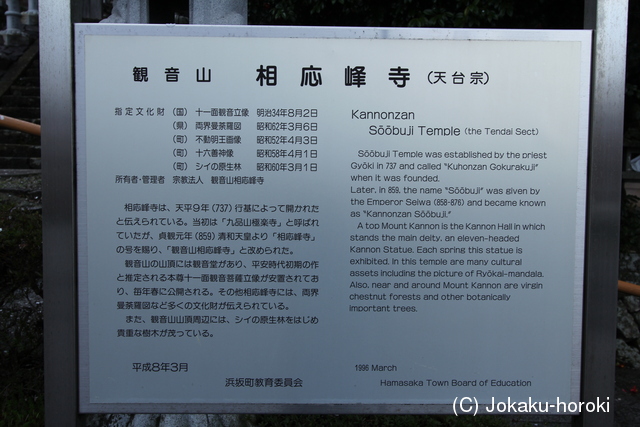 観音山 相応峰寺(天台宗)
指定文化財 (国) 十一面観音立像 明治34年8月2日
(県) 両界曼荼羅図 昭和62年3月6日
(町) 不動明王画像 昭和52年4月3日
(町) 十六善神像 昭和58年4月1日
(町) シイの原生林 昭和60年3月1日
所有者・管理者 宗教法人 観音山相応峰寺
相応峰寺は、天平9年(737)行基によって開かれた
と伝えられている。当初は「九品山極楽寺」と呼ばれ
ていたが、貞観元年(859)清和天皇より「相応峰寺」
の号を賜り、「観音山相応峰寺」と改められた。
観音山の山頂には観音堂があり、平安時代初期の作
と推定される本尊十一面観音菩薩立像が安置されてお
り、毎年春に公開される。その他相応峰寺には、両界
曼荼羅図など多くの文化財が伝えられている。
また、観音山山頂周辺には、シイの原生林をはじめ
貴重な樹木が茂っている。
平成8年3月
浜坂町教育委員会
Kannonzan
Sōōbuji Temple (the Tendai Sect)
Sōōbuji Temple was established by the priest
Gyōki in 737 and called "Kuhonzan Gokurakuji"
when it was founded.
Later, in 859, the name "Sōōbuji" was given by
the Emperor Seiwa (858-876) and became known
as "Kannonzan Sōōbuji."
A top Mount Kannon is the Kannon Hall in which
stands the main deity, an eleven-headed
Kannon Statue. Each spring this statue is
exhibited. In this temple are many cultural
assets including the picture of Ryōkai-mandala.
Also, near and around Mount Kannon are virgin
chestnut forests and other botanically
important trees.
1996 March
Hamasaka Town Board of Education
(C) Jokaku-horoki